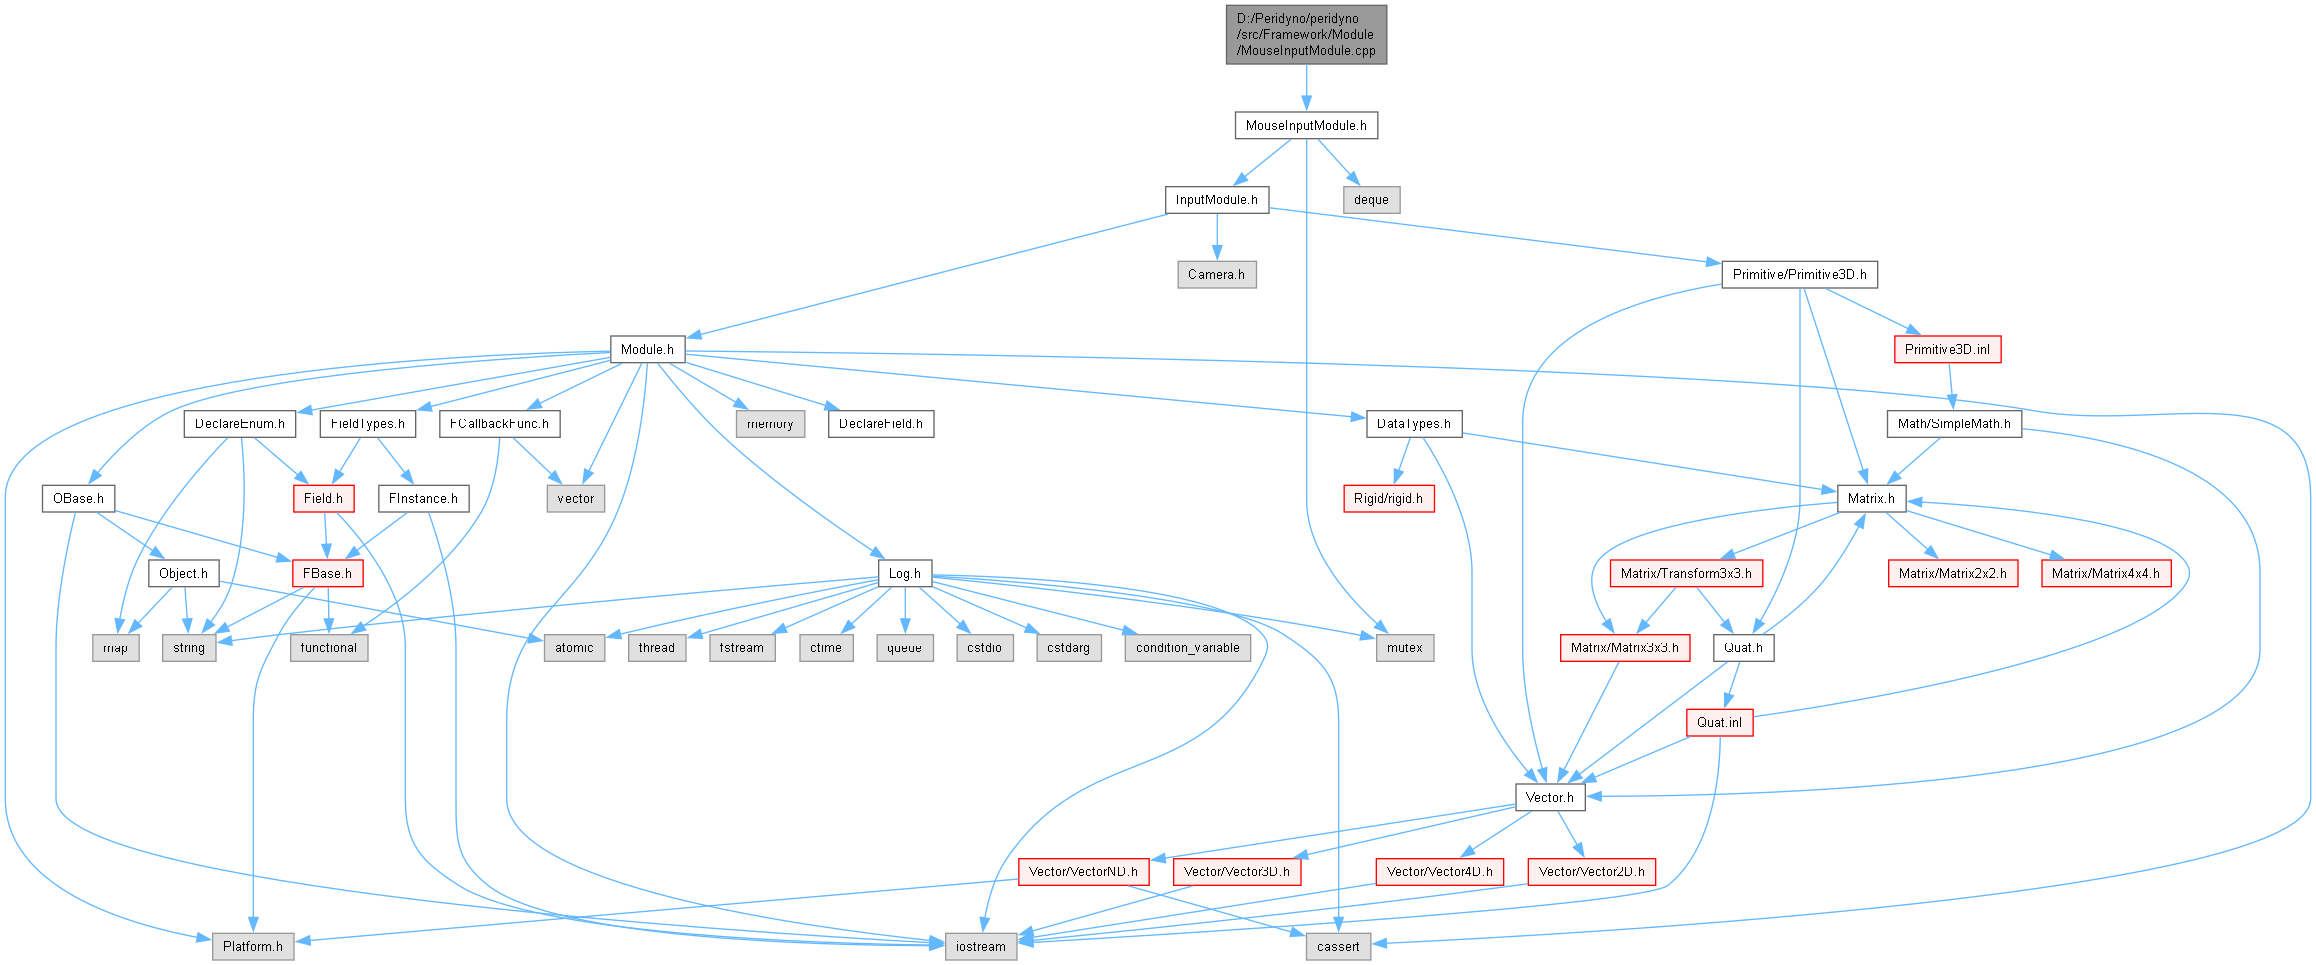 D:/Peridyno/peridyno
/src/Framework/Module
/MouseInputModule.cpp
MouseInputModule.h
InputModule.h
deque
Camera.h
Primitive/Primitive3D.h
Module.h
Primitive3D.inl
DeclareEnum.h
FieldTypes.h
FCallbackFunc.h
memory
DeclareField.h
DataTypes.h
Math/SimpleMath.h
OBase.h
Field.h
FInstance.h
vector
Rigid/rigid.h
Matrix.h
Object.h
FBase.h
Log.h
Matrix/Transform3x3.h
Matrix/Matrix2x2.h
Matrix/Matrix4x4.h
map
string
functional
atomic
thread
fstream
ctime
queue
cstdio
cstdarg
condition_variable
mutex
Matrix/Matrix3x3.h
Quat.h
Quat.inl
Vector.h
Vector/VectorND.h
Vector/Vector3D.h
Vector/Vector4D.h
Vector/Vector2D.h
Platform.h
iostream
cassert